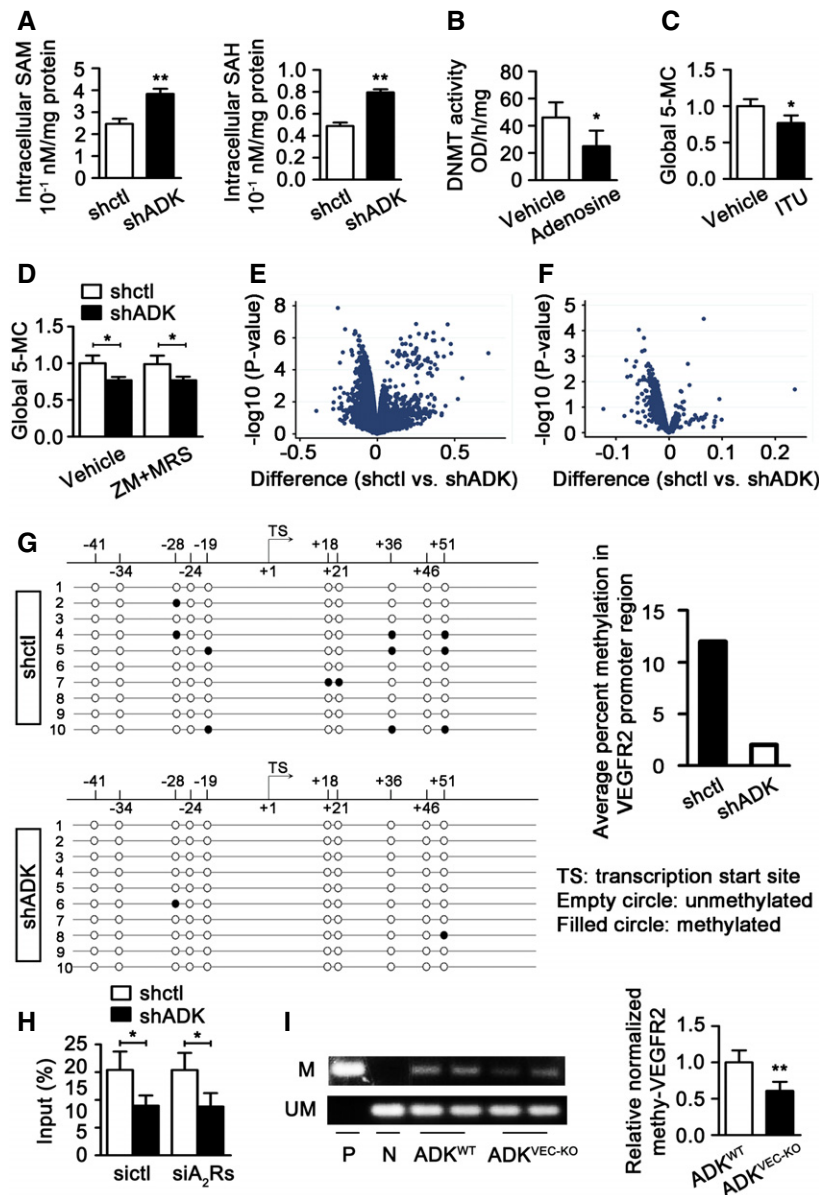 A
Intracellular SAM
10⁻¹ nM/mg protein
5
4
3
2
1
0
**
shctl
shADK
Intracellular SAH
10⁻¹ nM/mg protein
1.0
0.8
0.6
0.4
0.2
0.0
**
shctl
shADK
B
DNMT activity
OD/h/mg
80
60
40
20
0
*
Vehicle
Adenosine
C
Global 5-MC
1.5
1.0
0.5
0.0
*
Vehicle
ITU
D
shctl
shADK
Global 5-MC
1.5
1.0
0.5
0.0
*
*
Vehicle
ZM+MRS
E
-log10 (P-value)
8
6
4
2
0
-0.5
0
0.5
Difference (shctl vs. shADK)
F
-log10 (P-value)
5
4
3
2
1
0
-0.1
0
0.1
0.2
Difference (shctl vs. shADK)
G
TS
-41 -28 -19 +18 +36 +51
-34 -24 +1 +21 +46
shctl
1
2
3
4
5
6
7
8
9
10
TS
-41 -28 -19 +18 +36 +51
-34 -24 +1 +21 +46
shADK
1
2
3
4
5
6
7
8
9
10
Average percent methylation in
VEGFR2 promoter region
15
10
5
0
shctl
shADK
TS: transcription start site
Empty circle: unmethylated
Filled circle: methylated
H
shctl
shADK
Input (%)
25
20
15
10
5
0
*
*
sictl
siA₂Rs
I
M
UM
P N ADKᵂᵀ ADKⱽᴱᶜ⁻ᴷᴼ
Relative normalized
methy-VEGFR2
1.5
1.0
0.5
0.0
**
ADKᵂᵀ
ADKⱽᴱᶜ⁻ᴷᴼ